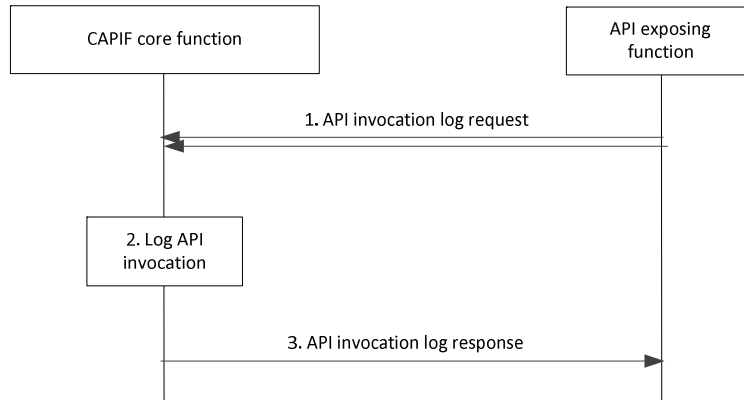 CAPIF core function
API exposing
function
1. API invocation log request
2. Log API
invocation
3. API invocation log response